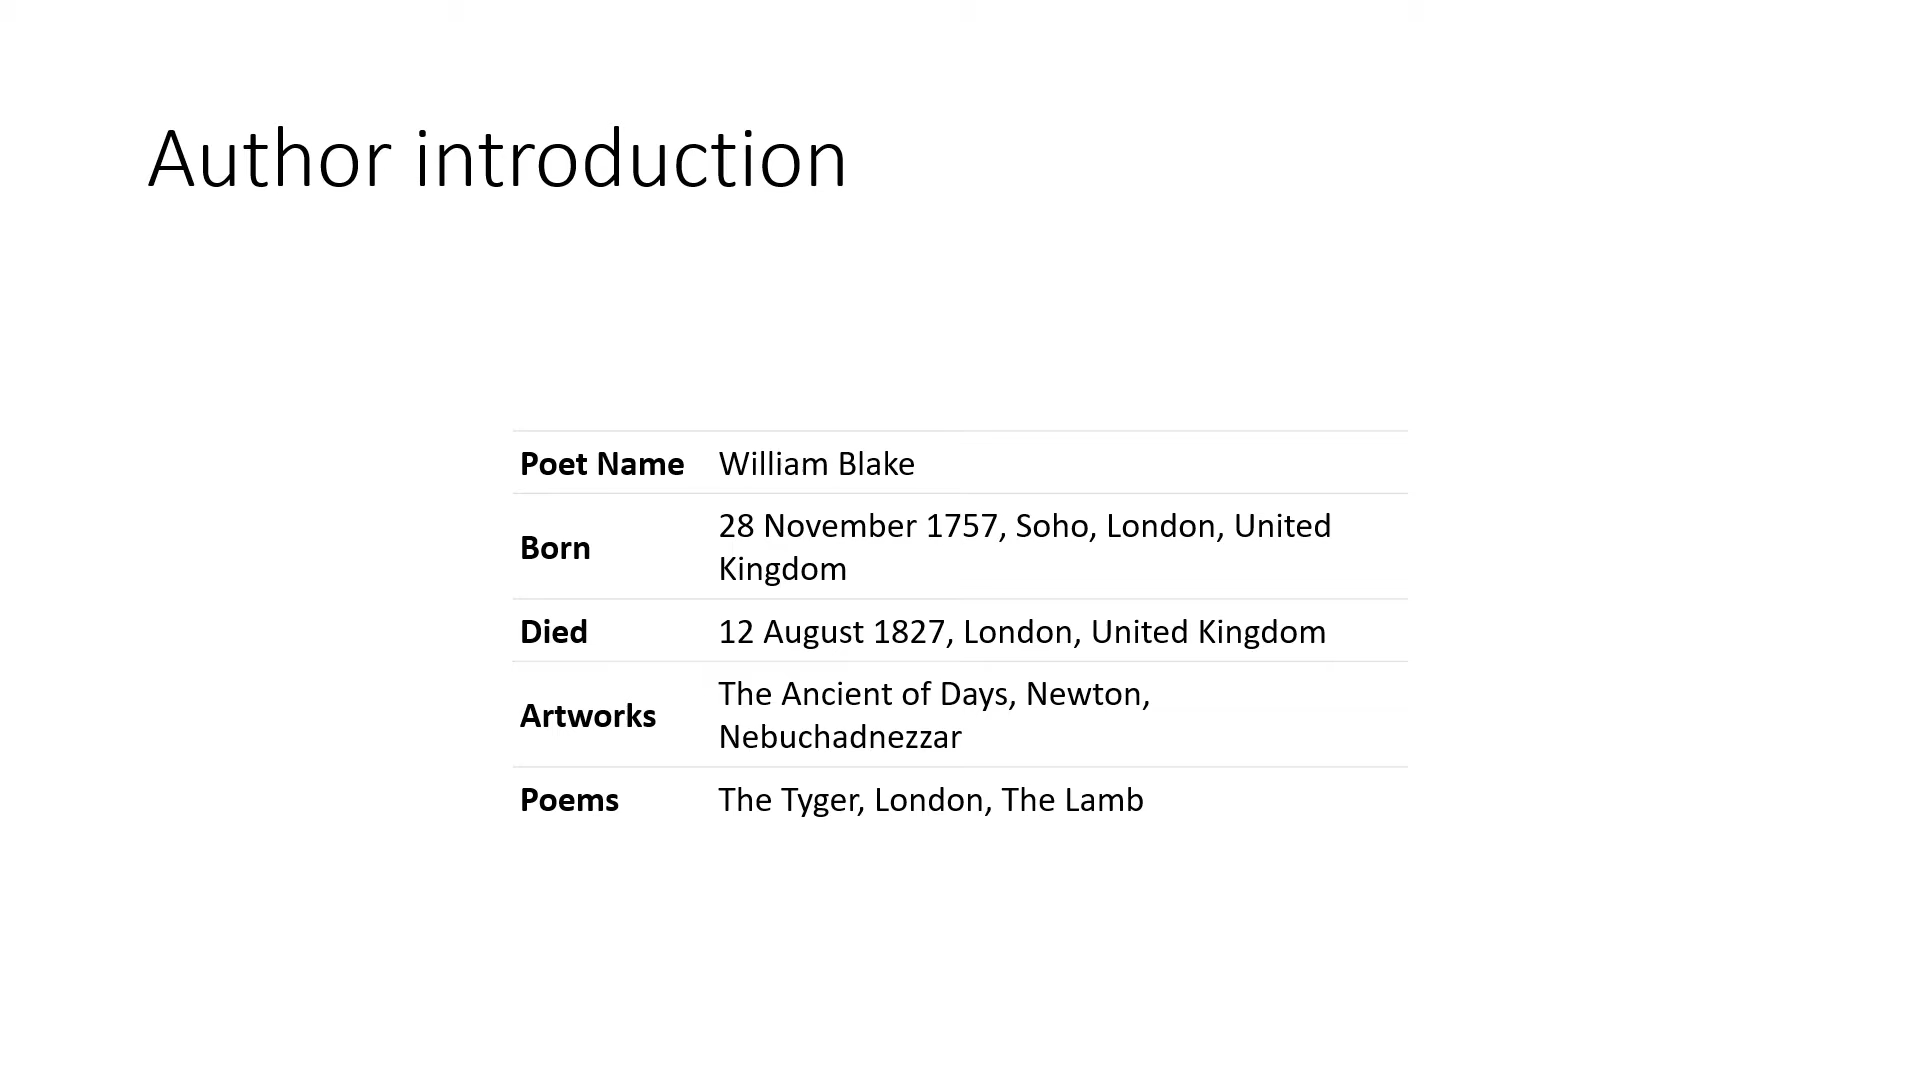 Author introduction
Poet Name William Blake
Born 28 November 1757, Soho, London, United
Kingdom
Died 12 August 1827, London, United Kingdom
Artworks The Ancient of Days, Newton,
Nebuchadnezzar
Poems The Tyger, London, The Lamb